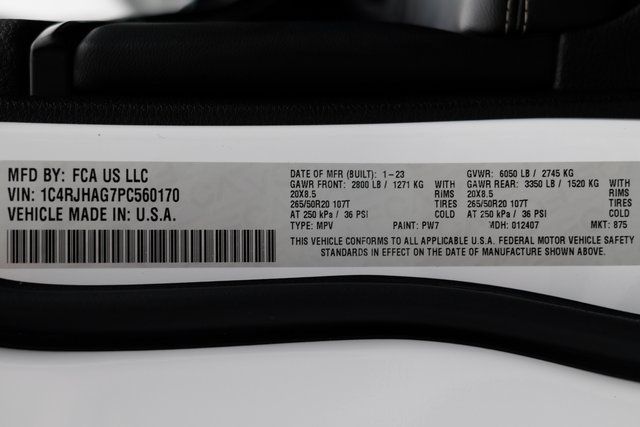 MFD BY: FCA US LLC
VIN: 1C4RJHAG7PC560170
VEHICLE MADE IN: U.S.A.
DATE OF MFR (BUILT): 1-23 GVWR: 6050 LB / 2745 KG
GAWR FRONT: 2800 LB / 1271 KG WITH GAWR REAR: 3350 LB / 1520 KG WITH
20X8.5 RIMS 20X8.5 RIMS
265/50R20 107T TIRES 265/50R20 107T TIRES
AT 250 kPa / 36 PSI COLD AT 250 kPa / 36 PSI COLD
TYPE: MPV PAINT: PW7 MDH: 012407 MKT: 875
THIS VEHICLE CONFORMS TO ALL APPLICABLE U.S.A. FEDERAL MOTOR VEHICLE SAFETY
STANDARDS IN EFFECT ON THE DATE OF MANUFACTURE SHOWN ABOVE.